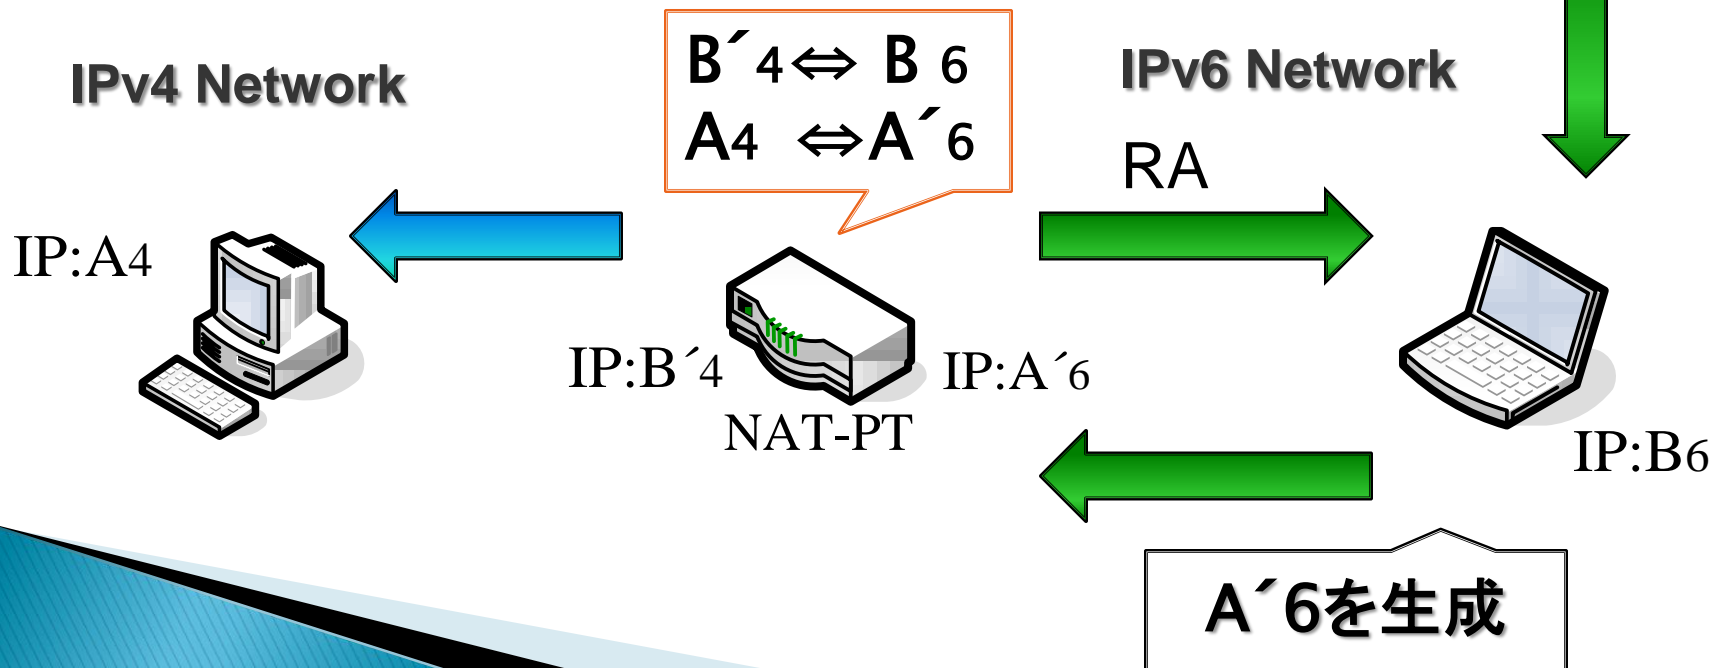 IPv4 Network
B´4⇔ B 6
A4 ⇔A´6
IPv6 Network
RA
IP:A4
IP:B´4
IP:A´6
NAT-PT
IP:B6
A´6を生成